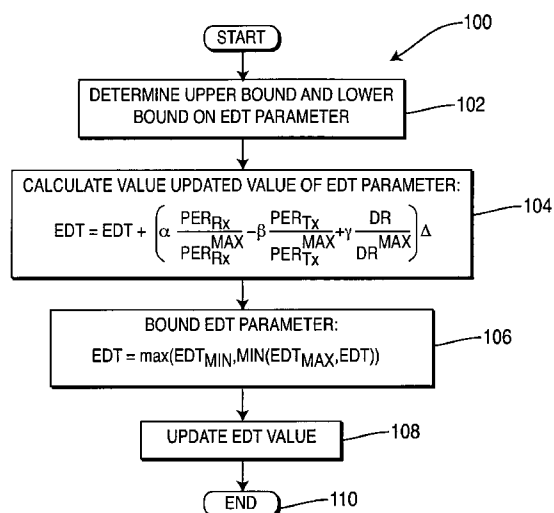 START
100
DETERMINE UPPER BOUND AND LOWER
BOUND ON EDT PARAMETER
102
CALCULATE VALUE UPDATED VALUE OF EDT PARAMETER:
EDT = EDT + (α PER_Rx / PER_Rx^MAX - β PER_Tx / PER_Tx^MAX + γ DR / DR^MAX) Δ
104
BOUND EDT PARAMETER:
EDT = max(EDT_MIN,MIN(EDT_MAX,EDT))
106
UPDATE EDT VALUE
108
END
110